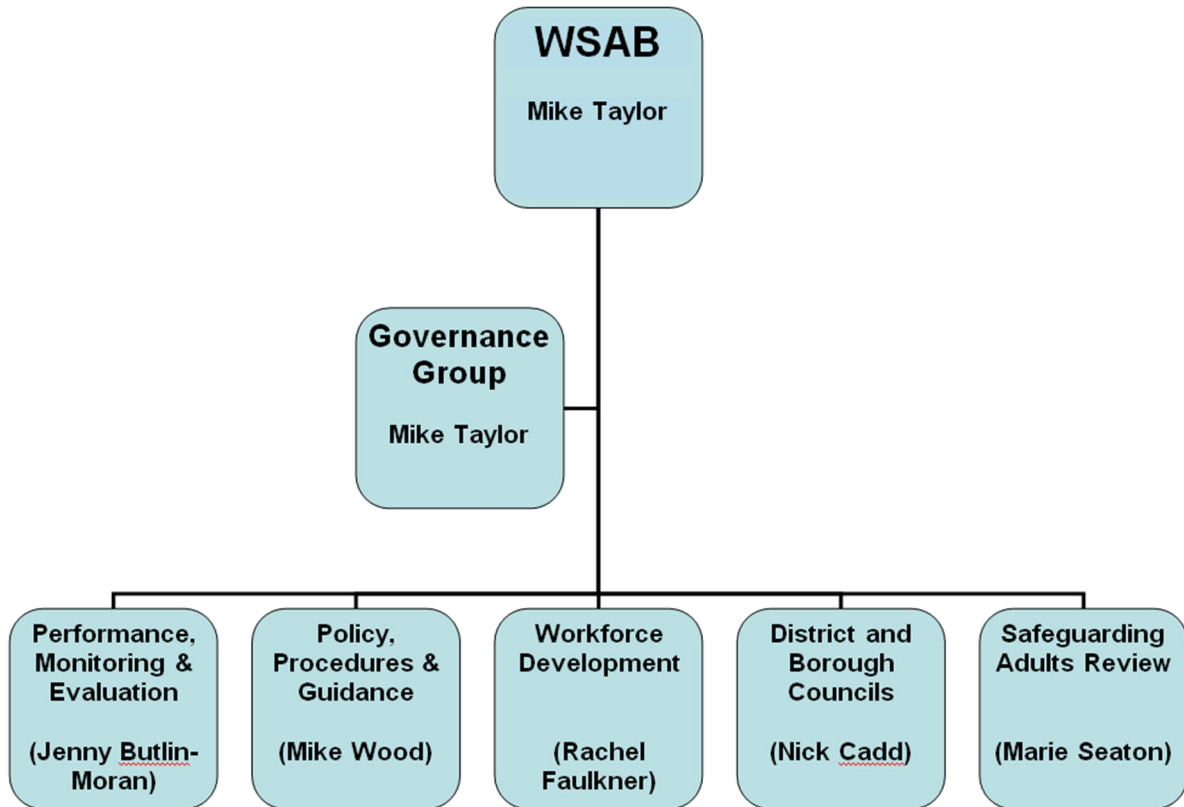 WSAB
Mike Taylor
Governance
Group
Mike Taylor
Performance,
Monitoring &
Evaluation
(Jenny Butlin-
Moran)
Policy,
Procedures &
Guidance
(Mike Wood)
Workforce
Development
(Rachel
Faulkner)
District and
Borough
Councils
(Nick Cadd)
Safeguarding
Adults Review
(Marie Seaton)